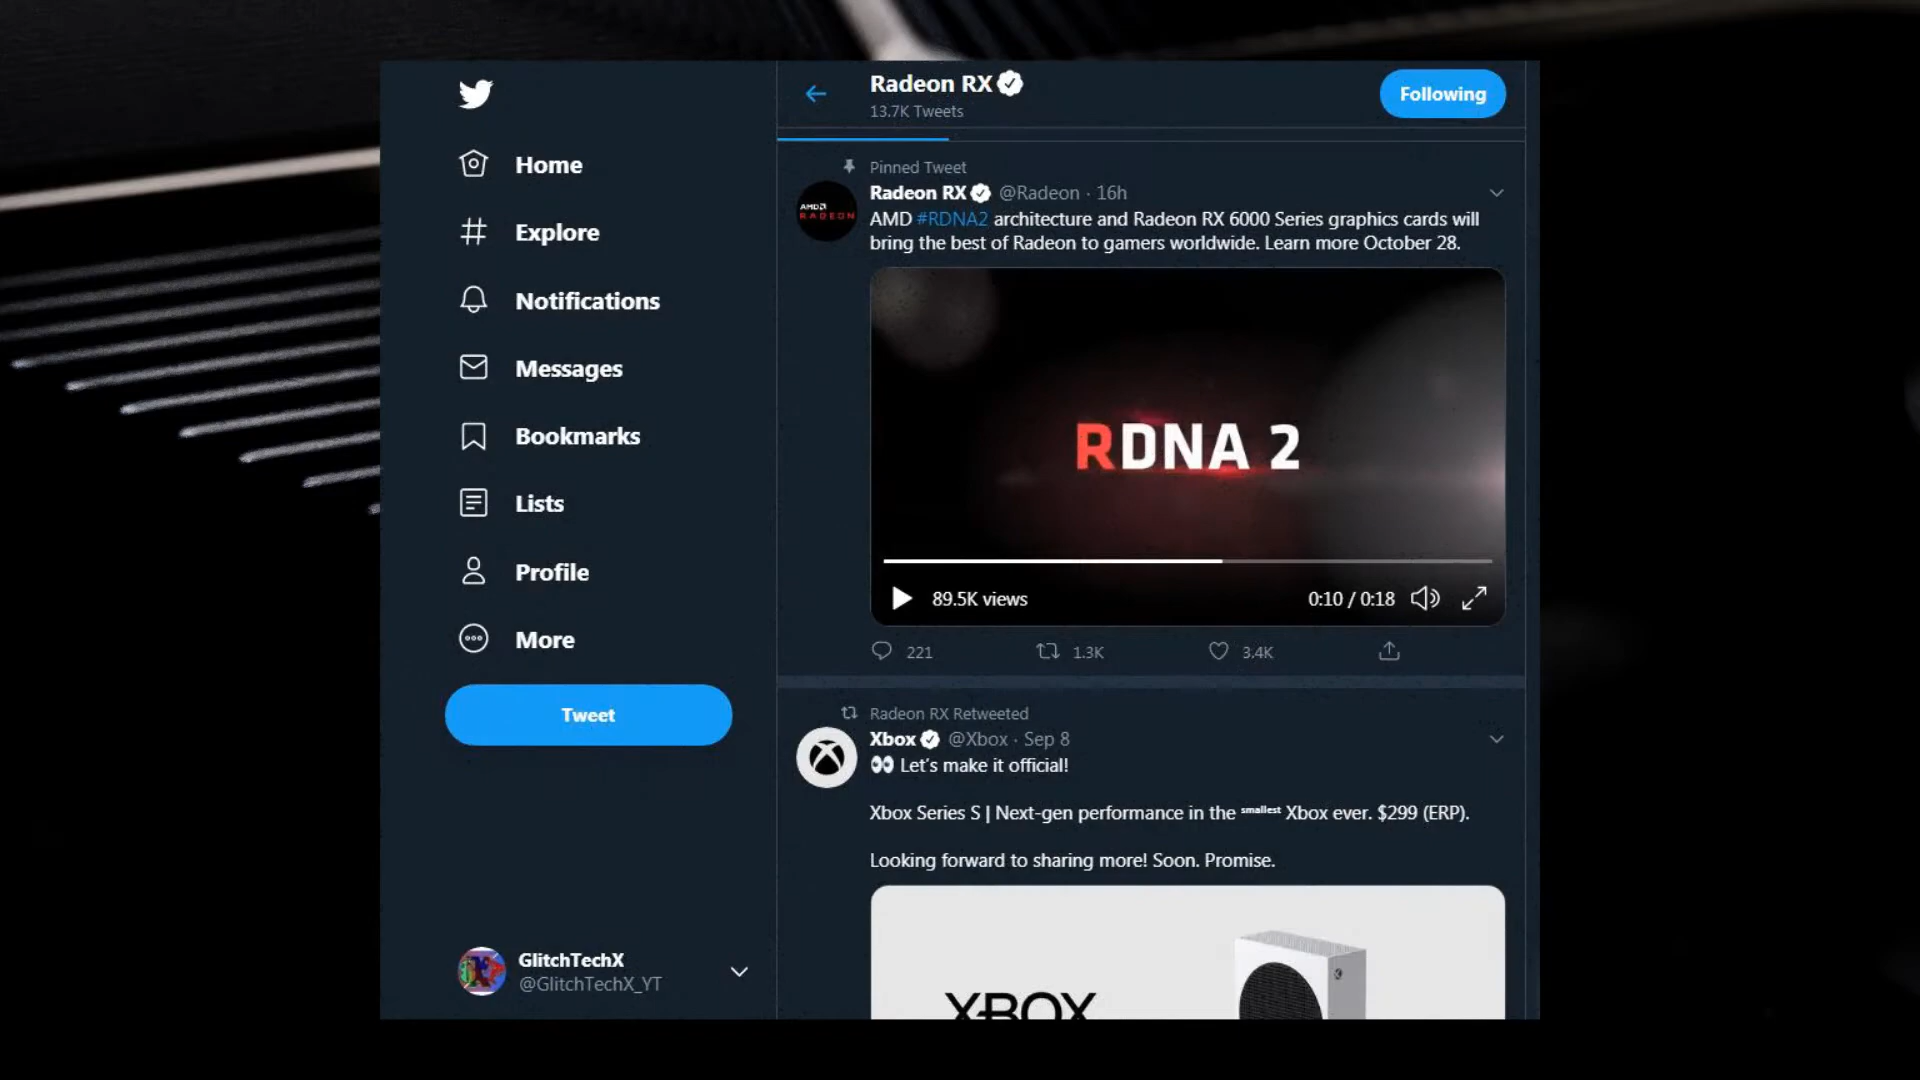 Home
Explore
Notifications
Messages
Bookmarks
Lists
Profile
More
Tweet
GlitchTechX
@GlitchTechX_YT
Radeon RX
13.7K Tweets
Following
Pinned Tweet
Radeon RX @Radeon · 16h
AMD RADEON
AMD #RDNA2 architecture and Radeon RX 6000 Series graphics cards will
bring the best of Radeon to gamers worldwide. Learn more October 28.
RDNA 2
89.5K views
0:10 / 0:18
221 1.3K 3.4K
Radeon RX Retweeted
Xbox @Xbox · Sep 8
👀 Let's make it official!
Xbox Series S | Next-gen performance in the ˢᵐᵃˡˡᵉˢᵗ Xbox ever. $299 (ERP).
Looking forward to sharing more! Soon. Promise.
XBOX